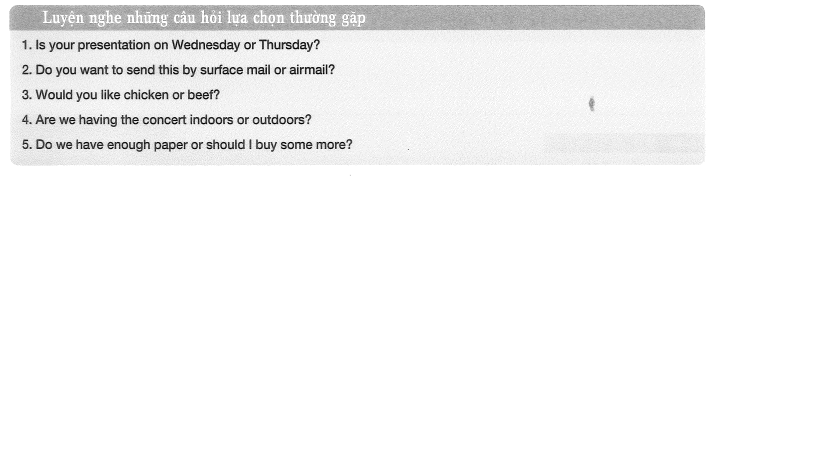 Luyện nghe những câu hỏi lựa chọn thường gặp
1. Is your presentation on Wednesday or Thursday?
2. Do you want to send this by surface mail or airmail?
3. Would you like chicken or beef?
4. Are we having the concert indoors or outdoors?
5. Do we have enough paper or should I buy some more?